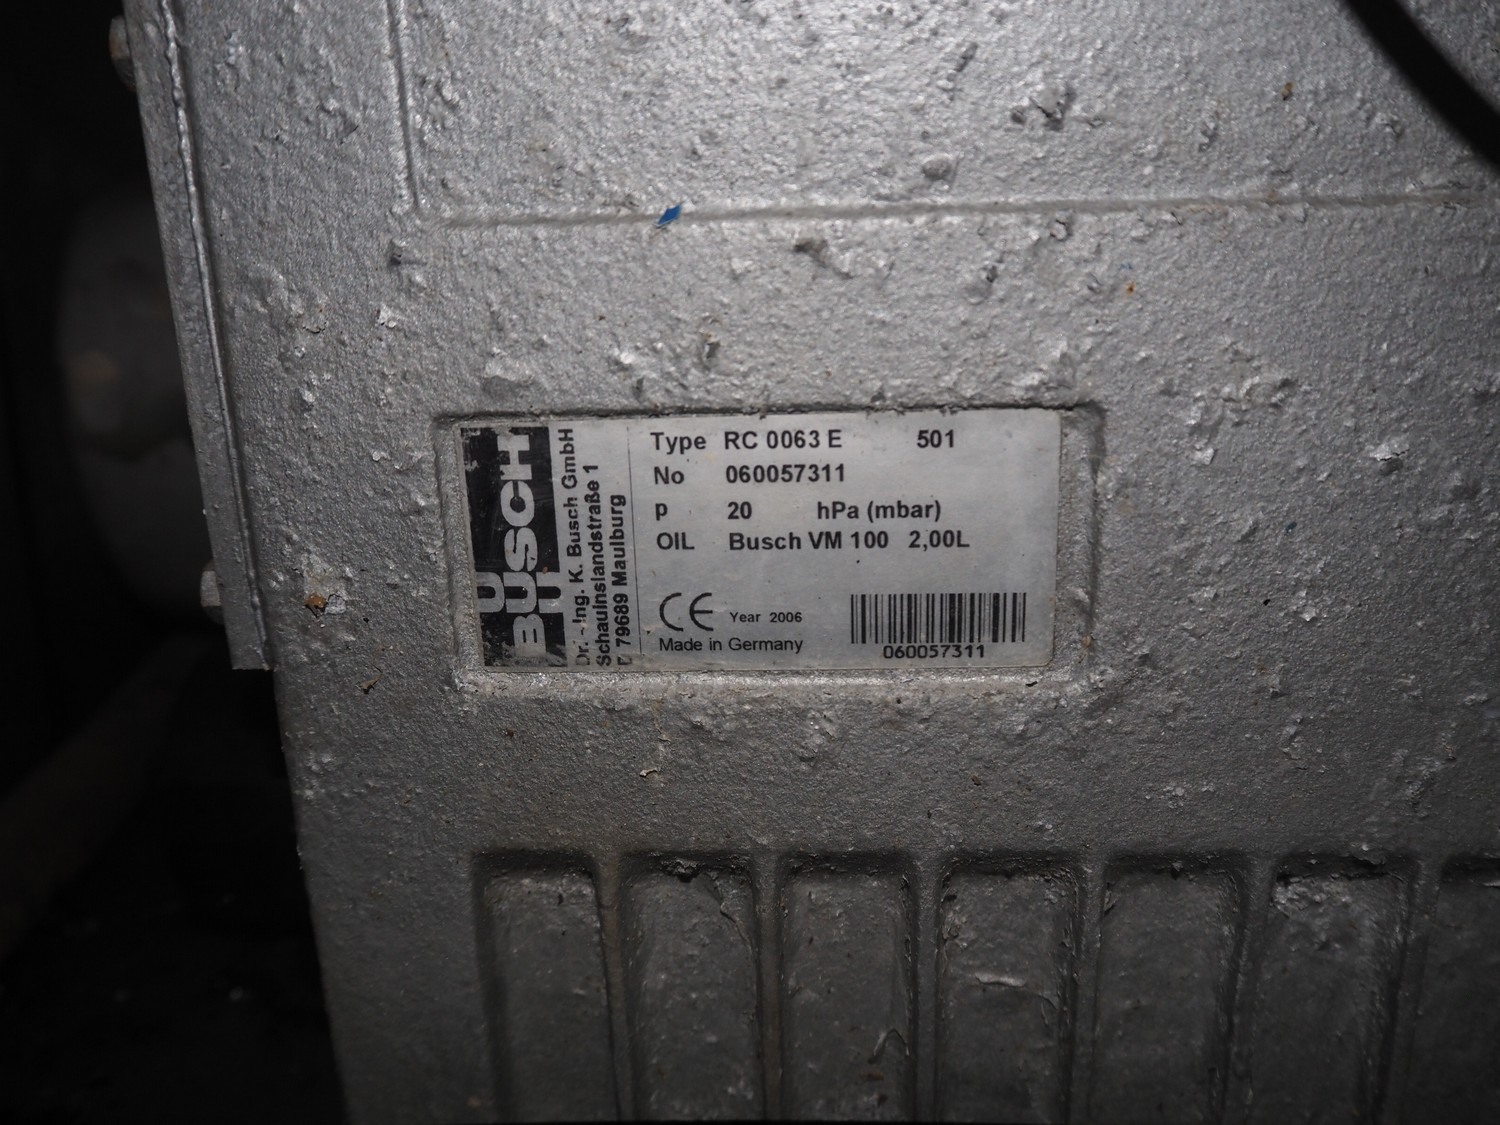 BUSCH
Dr.-Ing. K. Busch GmbH
Schauinslandstraße 1
D 79689 Maulburg
Type RC 0063 E 501
No 060057311
p 20 hPa (mbar)
OIL Busch VM 100 2,00L
CE Year 2006
Made in Germany
060057311